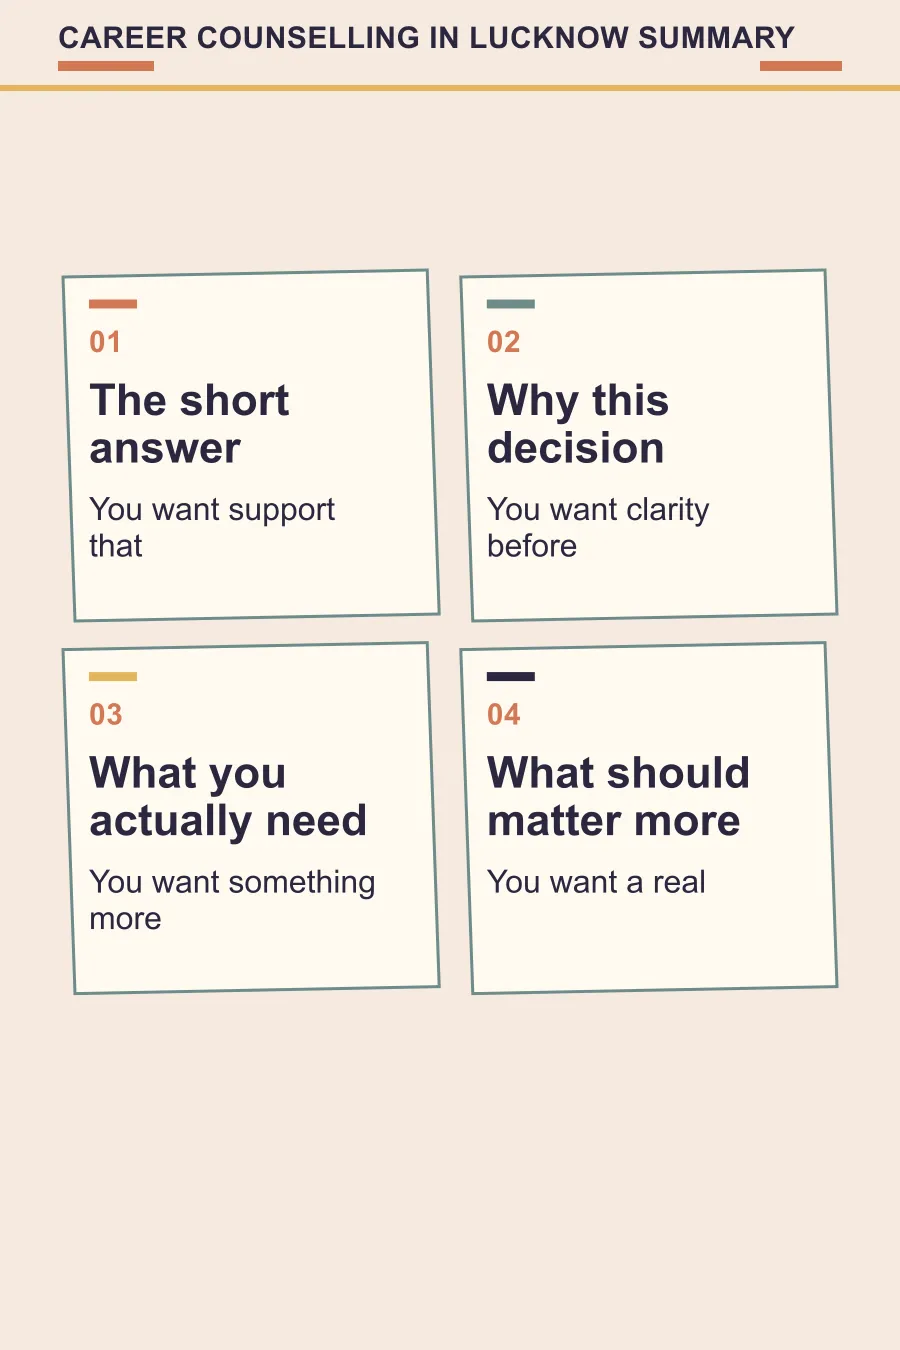 CAREER COUNSELLING IN LUCKNOW SUMMARY
01
The short
answer
You want support
that
02
Why this
decision
You want clarity
before
03
What you
actually need
You want something
more
04
What should
matter more
You want a real